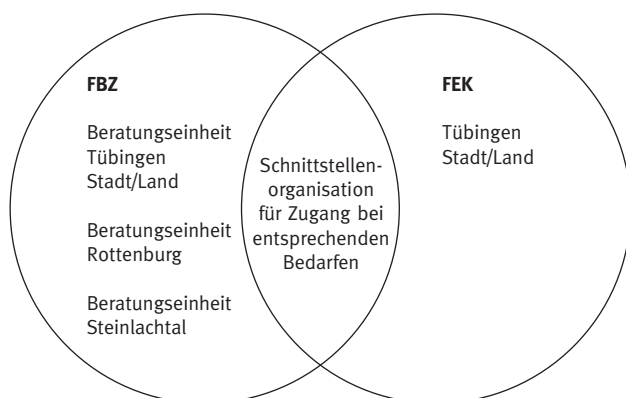 FBZ
Beratungseinheit
Tübingen
Stadt/Land
Beratungseinheit
Rottenburg
Beratungseinheit
Steinlachtal
Schnittstellen-
organisation
für Zugang bei
entsprechenden
Bedarfen
FEK
Tübingen
Stadt/Land